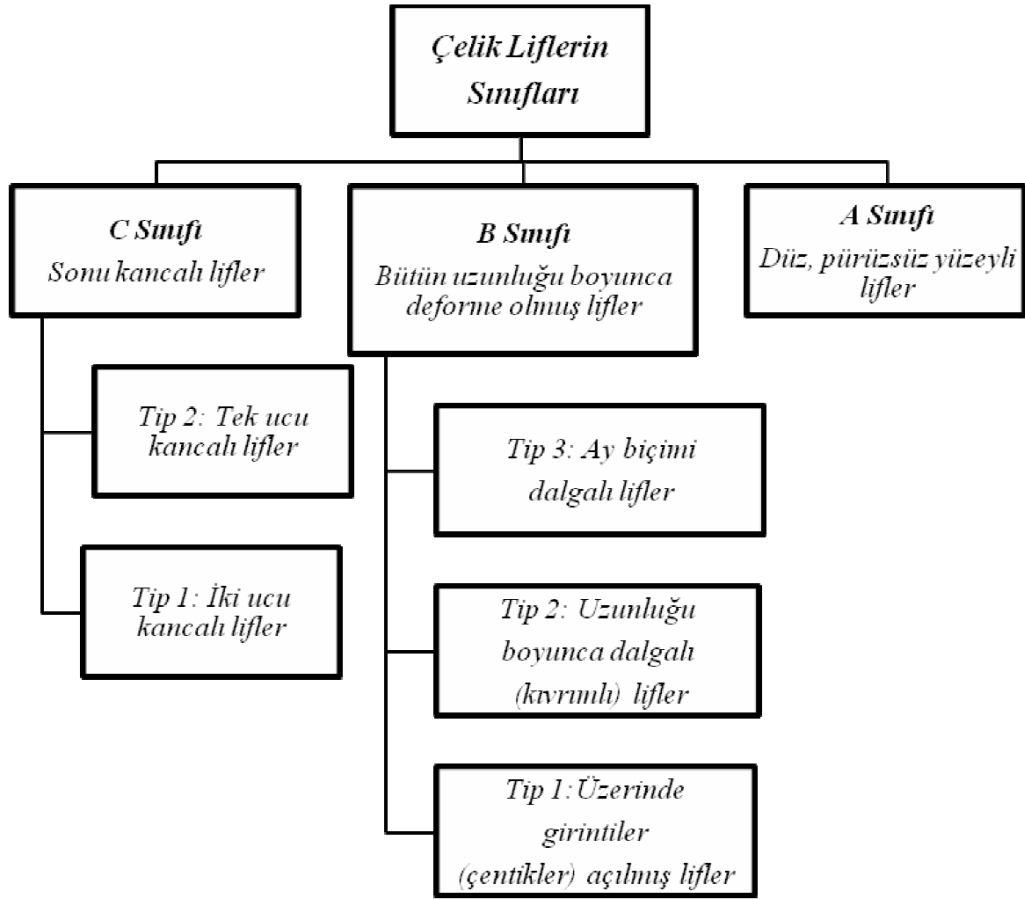 Çelik Liflerin
Sınıfları
C Sınıfı
Sonu kancalı lifler
B Sınıfı
Bütün uzunluğu boyunca
deforme olmuş lifler
A Sınıfı
Düz, pürüzsüz yüzeyli
lifler
Tip 2: Tek ucu
kancalı lifler
Tip 1: İki ucu
kancalı lifler
Tip 3: Ay biçimi
dalgalı lifler
Tip 2: Uzunluğu
boyunca dalgalı
(kıvrımlı) lifler
Tip 1:Üzerinde
girintiler
(çentikler) açılmış lifler